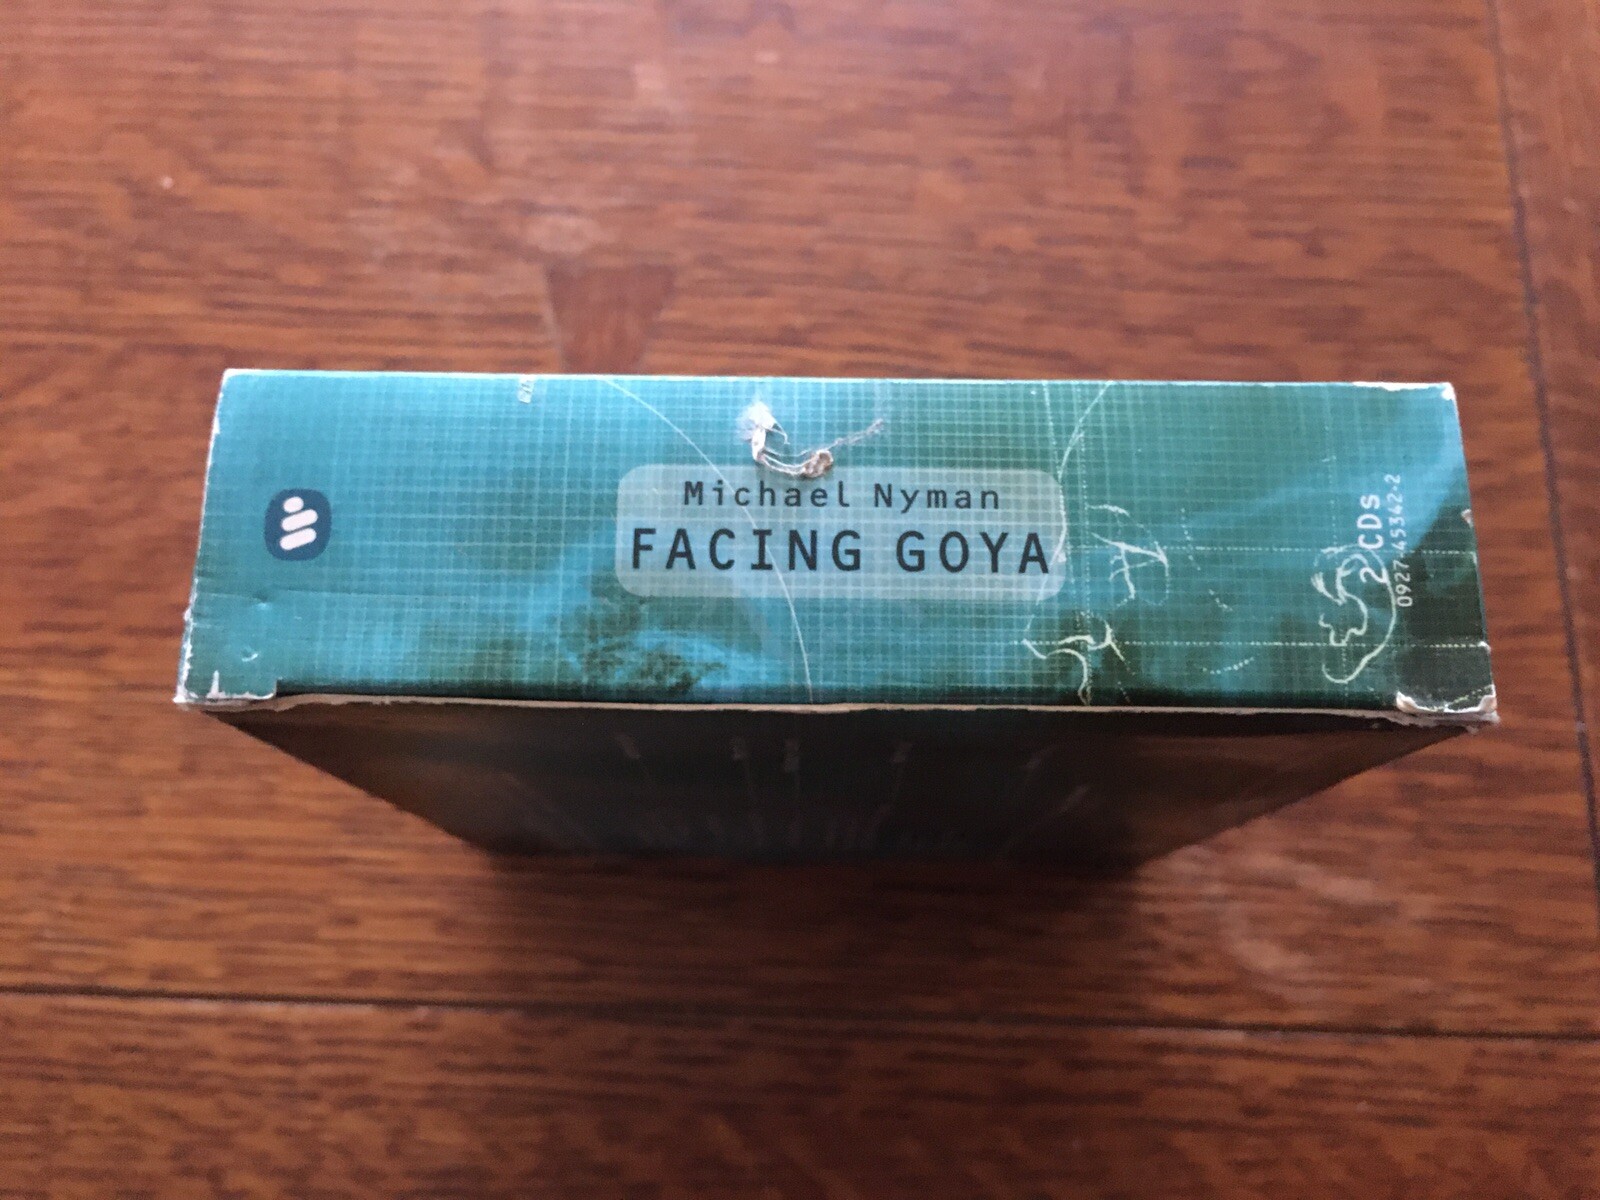 Michael Nyman
FACING GOYA
2 CDs
0927-45342-2